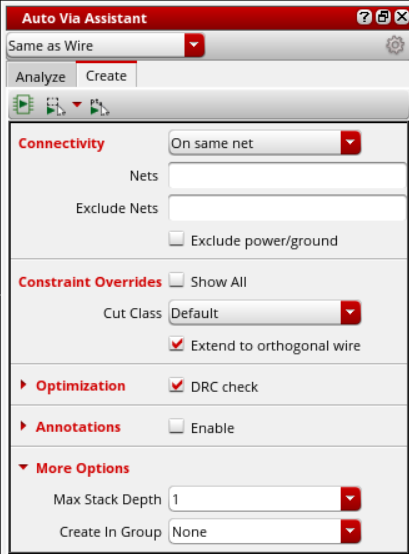 Auto Via Assistant
Same as Wire
Analyze Create
Connectivity On same net
Nets
Exclude Nets
Exclude power/ground
Constraint Overrides Show All
Cut Class Default
Extend to orthogonal wire
Optimization DRC check
Annotations Enable
More Options
Max Stack Depth 1
Create In Group None